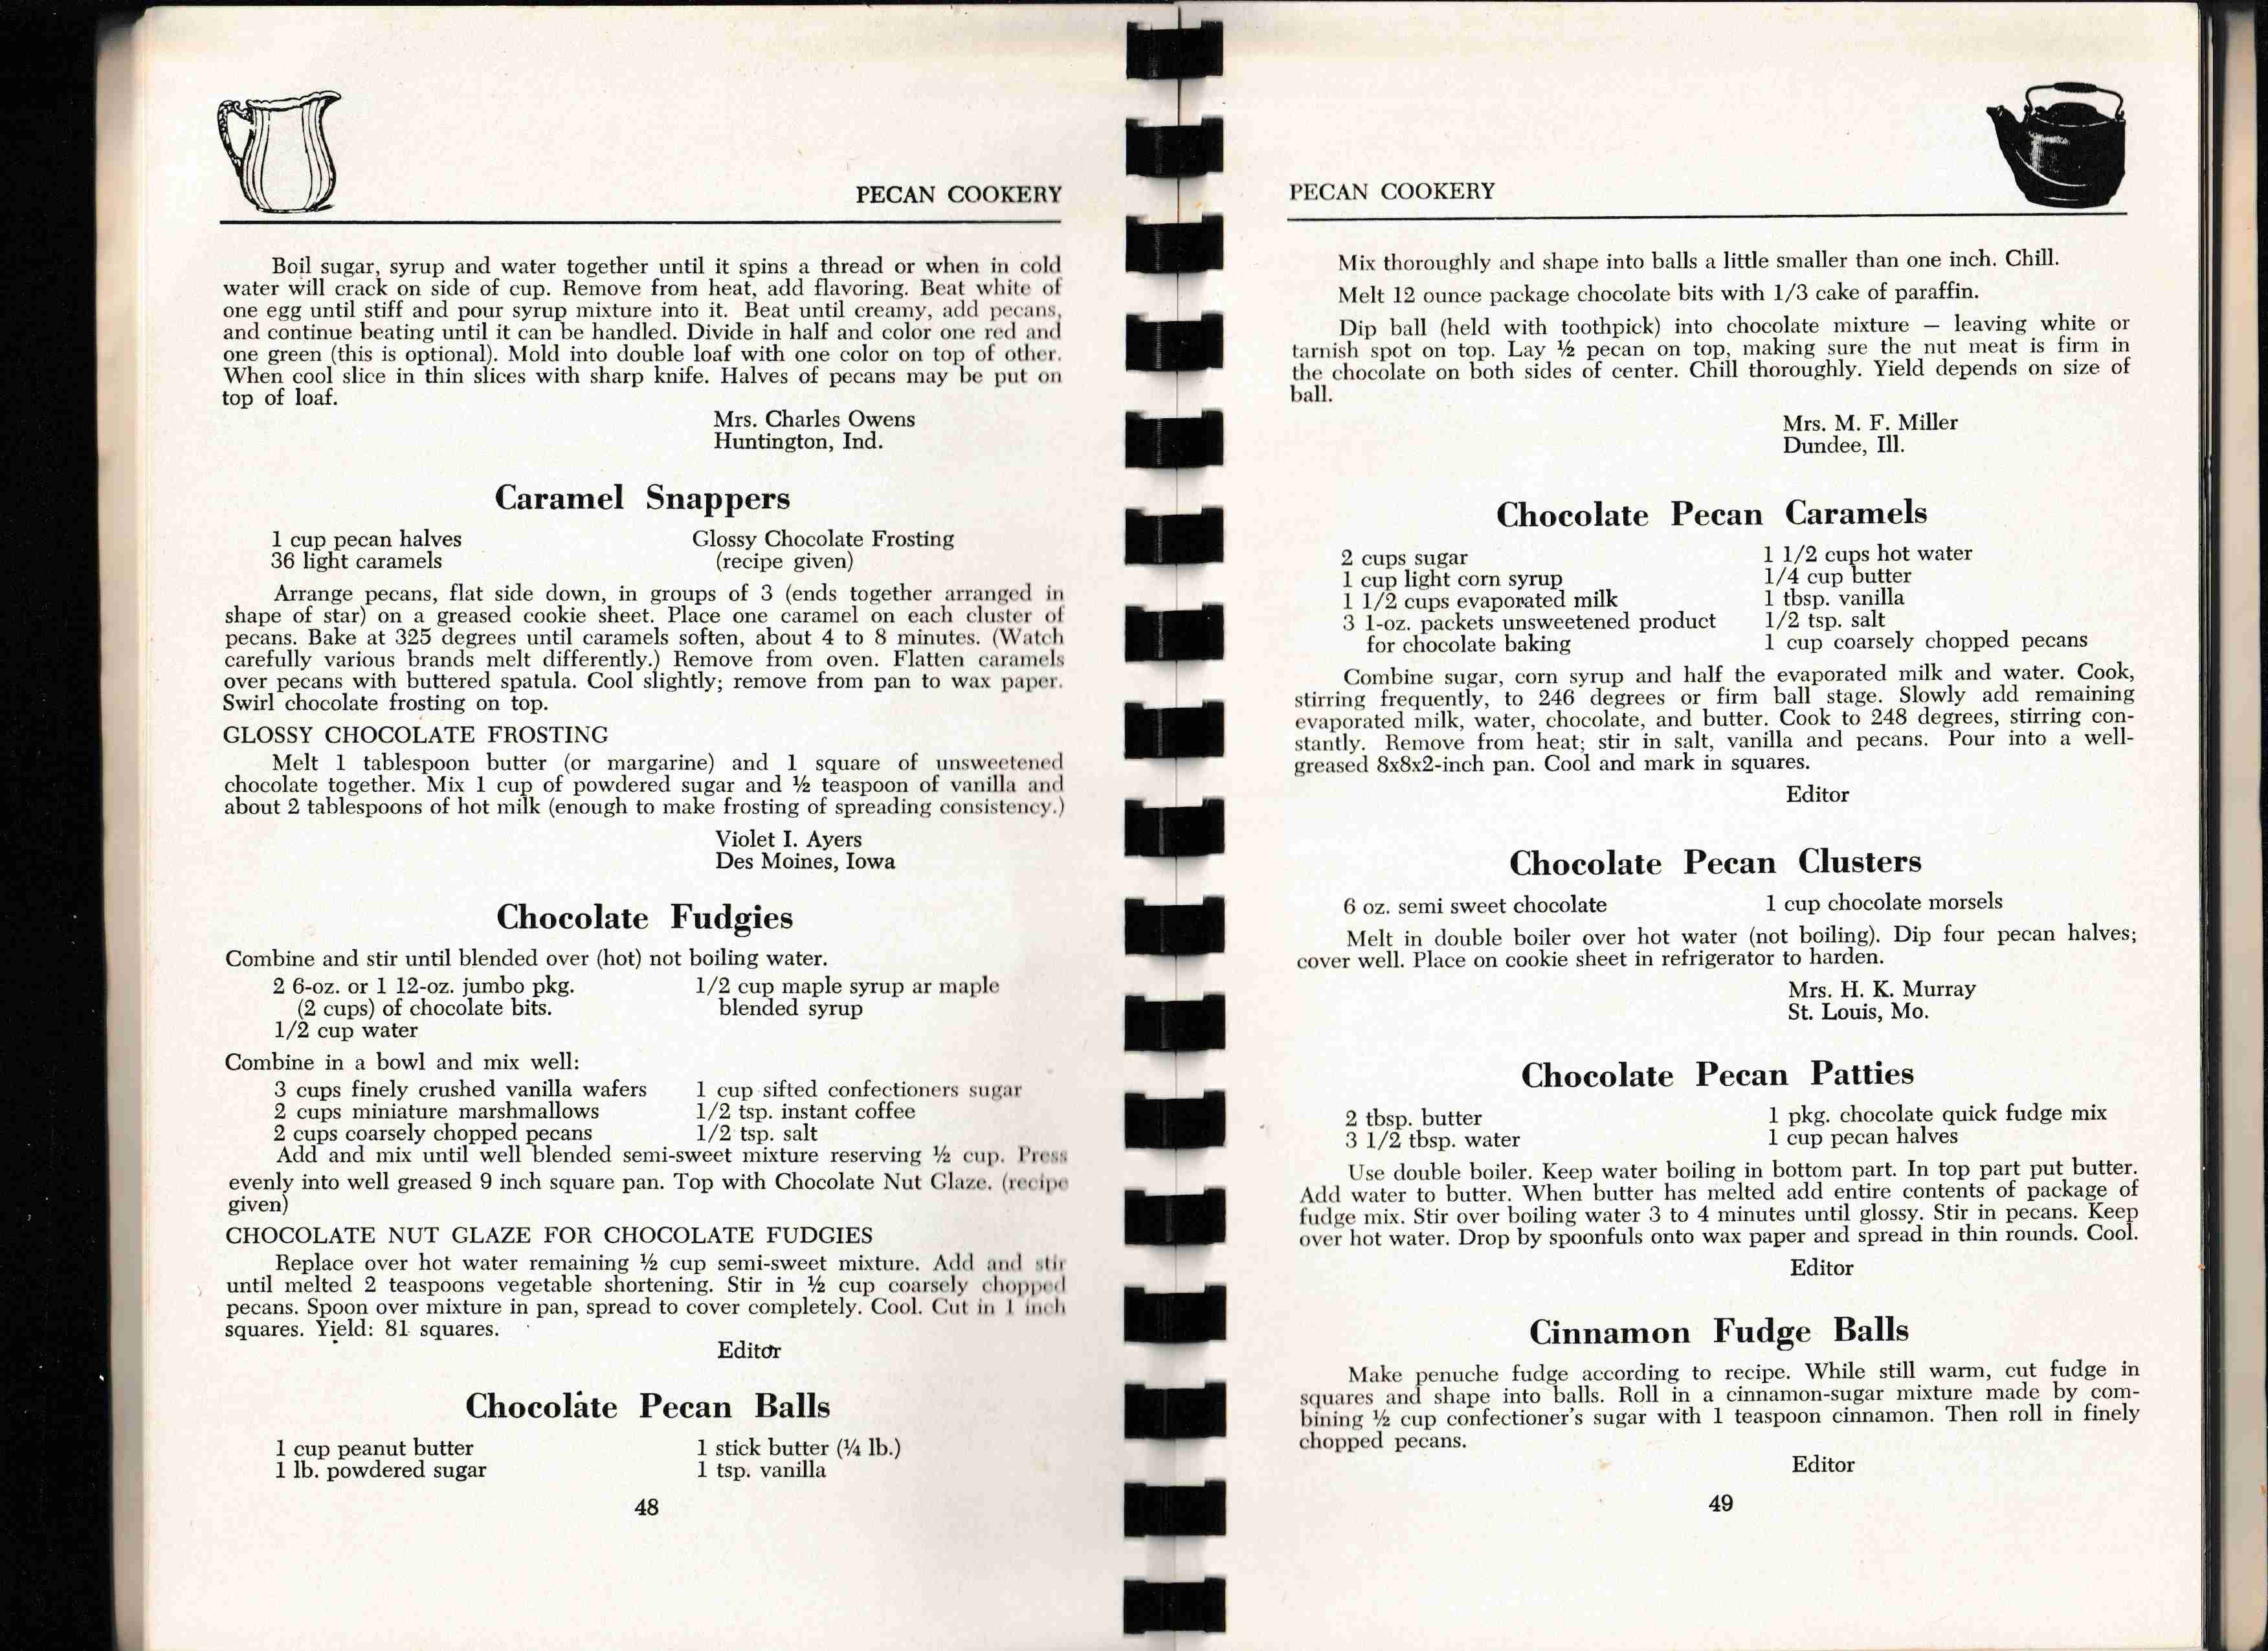 PECAN COOKERY
Boil sugar, syrup and water together until it spins a thread or when in cold
water will crack on side of cup. Remove from heat, add flavoring. Beat white of
one egg until stiff and pour syrup mixture into it. Beat until creamy, add pecans,
and continue beating until it can be handled. Divide in half and color one red and
one green (this is optional). Mold into double loaf with one color on top of other.
When cool slice in thin slices with sharp knife. Halves of pecans may be put on
top of loaf.
Mrs. Charles Owens
Huntington, Ind.
Caramel Snappers
1 cup pecan halves
36 light caramels
Glossy Chocolate Frosting
(recipe given)
Arrange pecans, flat side down, in groups of 3 (ends together arranged in
shape of star) on a greased cookie sheet. Place one caramel on each cluster of
pecans. Bake at 325 degrees until caramels soften, about 4 to 8 minutes. (Watch
carefully various brands melt differently.) Remove from oven. Flatten caramels
over pecans with buttered spatula. Cool slightly; remove from pan to wax paper.
Swirl chocolate frosting on top.
GLOSSY CHOCOLATE FROSTING
Melt 1 tablespoon butter (or margarine) and 1 square of unsweetened
chocolate together. Mix 1 cup of powdered sugar and ½ teaspoon of vanilla and
about 2 tablespoons of hot milk (enough to make frosting of spreading consistency.)
Violet I. Ayers
Des Moines, Iowa
Chocolate Fudgies
Combine and stir until blended over (hot) not boiling water.
2 6-oz. or 1 12-oz. jumbo pkg.
(2 cups) of chocolate bits.
1/2 cup water
1/2 cup maple syrup ar maple
blended syrup
Combine in a bowl and mix well:
3 cups finely crushed vanilla wafers
2 cups miniature marshmallows
2 cups coarsely chopped pecans
1 cup sifted confectioners sugar
1/2 tsp. instant coffee
1/2 tsp. salt
Add and mix until well blended semi-sweet mixture reserving ½ cup. Press
evenly into well greased 9 inch square pan. Top with Chocolate Nut Glaze. (recipe
given)
CHOCOLATE NUT GLAZE FOR CHOCOLATE FUDGIES
Replace over hot water remaining ½ cup semi-sweet mixture. Add and stir
until melted 2 teaspoons vegetable shortening. Stir in ½ cup coarsely chopped
pecans. Spoon over mixture in pan, spread to cover completely. Cool. Cut in 1 inch
squares. Yield: 81 squares.
Editor
Chocolate Pecan Balls
1 cup peanut butter
1 lb. powdered sugar
1 stick butter (¼ lb.)
1 tsp. vanilla
48
PECAN COOKERY
Mix thoroughly and shape into balls a little smaller than one inch. Chill.
Melt 12 ounce package chocolate bits with 1/3 cake of paraffin.
Dip ball (held with toothpick) into chocolate mixture — leaving white or
tarnish spot on top. Lay ½ pecan on top, making sure the nut meat is firm in
the chocolate on both sides of center. Chill thoroughly. Yield depends on size of
ball.
Mrs. M. F. Miller
Dundee, Ill.
Chocolate Pecan Caramels
2 cups sugar
1 cup light corn syrup
1 1/2 cups evaporated milk
3 1-oz. packets unsweetened product
for chocolate baking
1 1/2 cups hot water
1/4 cup butter
1 tbsp. vanilla
1/2 tsp. salt
1 cup coarsely chopped pecans
Combine sugar, corn syrup and half the evaporated milk and water. Cook,
stirring frequently, to 246 degrees or firm ball stage. Slowly add remaining
evaporated milk, water, chocolate, and butter. Cook to 248 degrees, stirring con-
stantly. Remove from heat; stir in salt, vanilla and pecans. Pour into a well-
greased 8x8x2-inch pan. Cool and mark in squares.
Editor
Chocolate Pecan Clusters
6 oz. semi sweet chocolate
1 cup chocolate morsels
Melt in double boiler over hot water (not boiling). Dip four pecan halves;
cover well. Place on cookie sheet in refrigerator to harden.
Mrs. H. K. Murray
St. Louis, Mo.
Chocolate Pecan Patties
2 tbsp. butter
3 1/2 tbsp. water
1 pkg. chocolate quick fudge mix
1 cup pecan halves
Use double boiler. Keep water boiling in bottom part. In top part put butter.
Add water to butter. When butter has melted add entire contents of package of
fudge mix. Stir over boiling water 3 to 4 minutes until glossy. Stir in pecans. Keep
over hot water. Drop by spoonfuls onto wax paper and spread in thin rounds. Cool.
Editor
Cinnamon Fudge Balls
Make penuche fudge according to recipe. While still warm, cut fudge in
squares and shape into balls. Roll in a cinnamon-sugar mixture made by com-
bining ½ cup confectioner's sugar with 1 teaspoon cinnamon. Then roll in finely
chopped pecans.
Editor
49